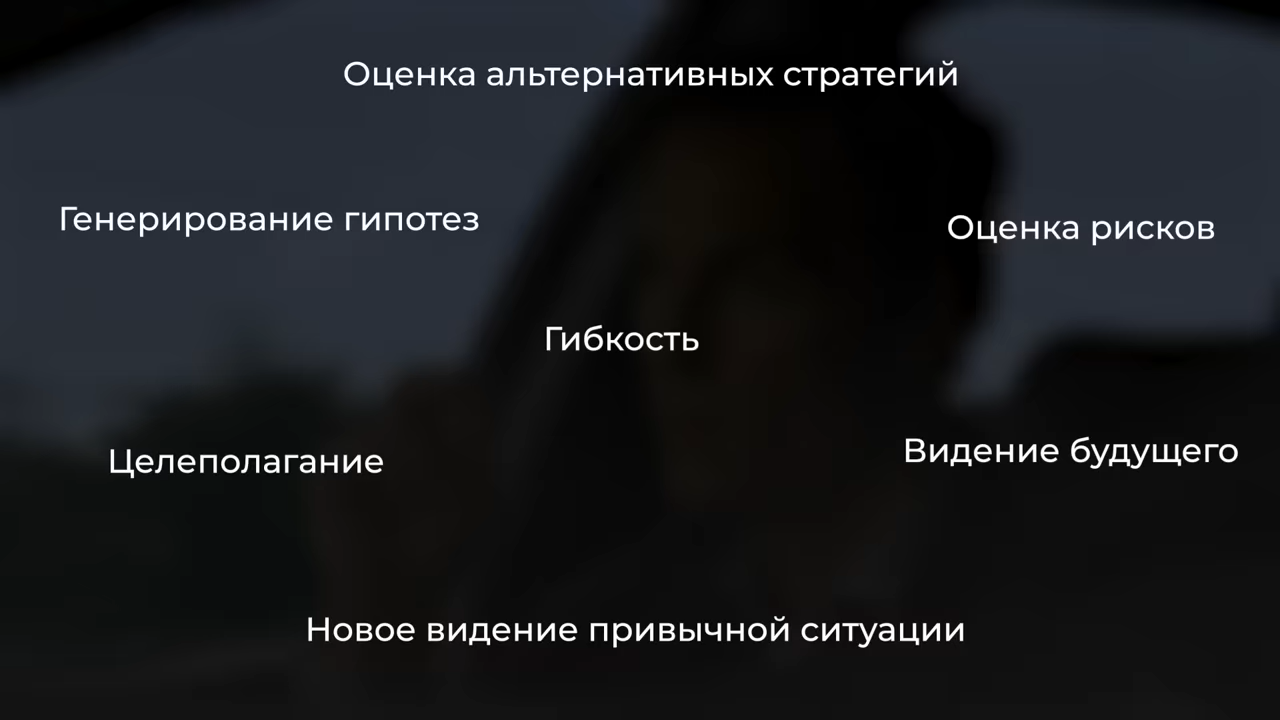 Оценка альтернативных стратегий
Генерирование гипотез
Оценка рисков
Гибкость
Целеполагание
Видение будущего
Новое видение привычной ситуации